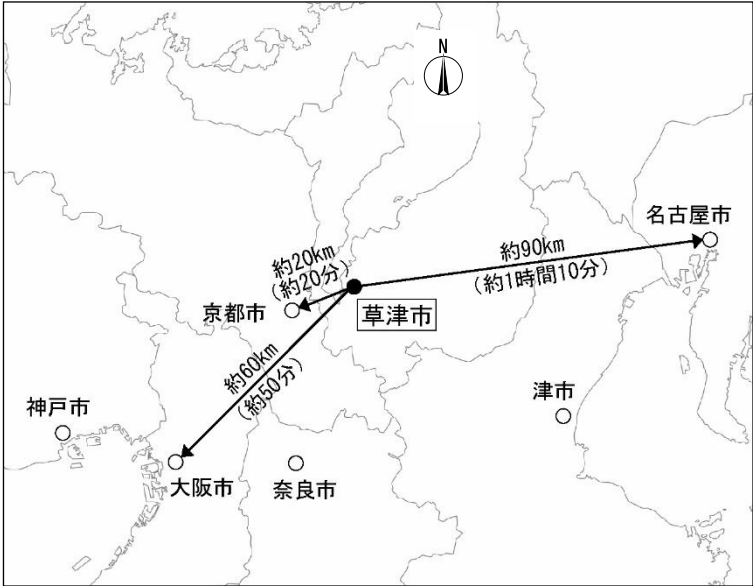 N
名古屋市
約90km
(約1時間10分)
約20km
(約20分)
京都市
草津市
約60km
(約50分)
神戸市
津市
大阪市
奈良市